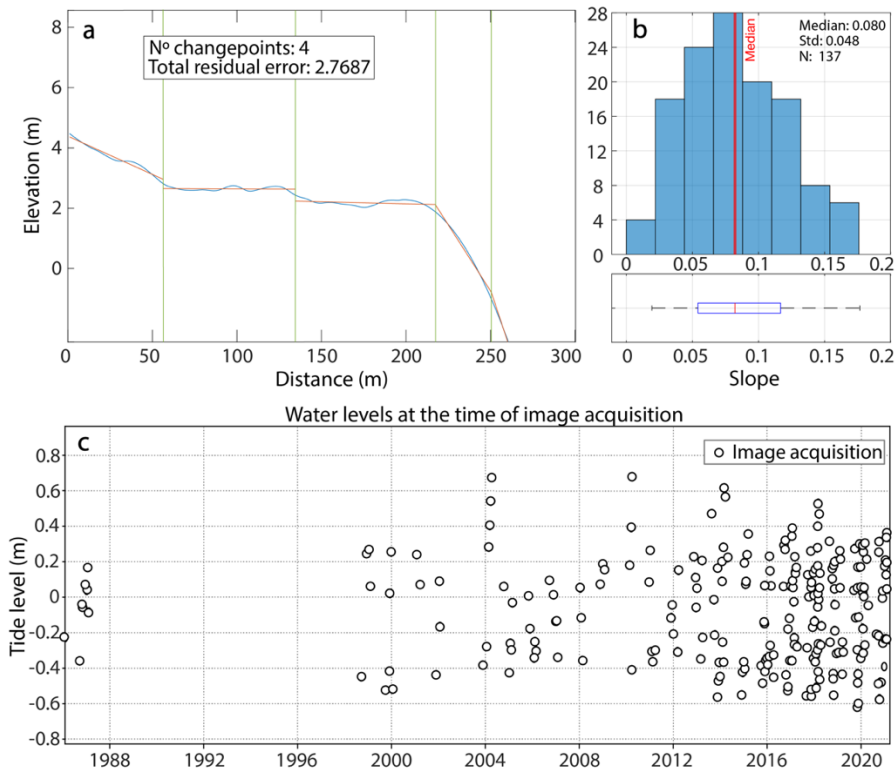 a
Nº changepoints: 4
Total residual error: 2.7687
8
6
4
2
0
Elevation (m)
0 50 100 150 200 250 300
Distance (m)
b
Median
Median: 0.080
Std: 0.048
N: 137
28
24
20
16
12
8
4
0
0 0.05 0.1 0.15 0.2
0 0.05 0.1 0.15 0.2
Slope
Water levels at the time of image acquisition
c
Image acquisition
0.8
0.6
0.4
0.2
0
-0.2
-0.4
-0.6
-0.8
Tide level (m)
1988 1992 1996 2000 2004 2008 2012 2016 2020